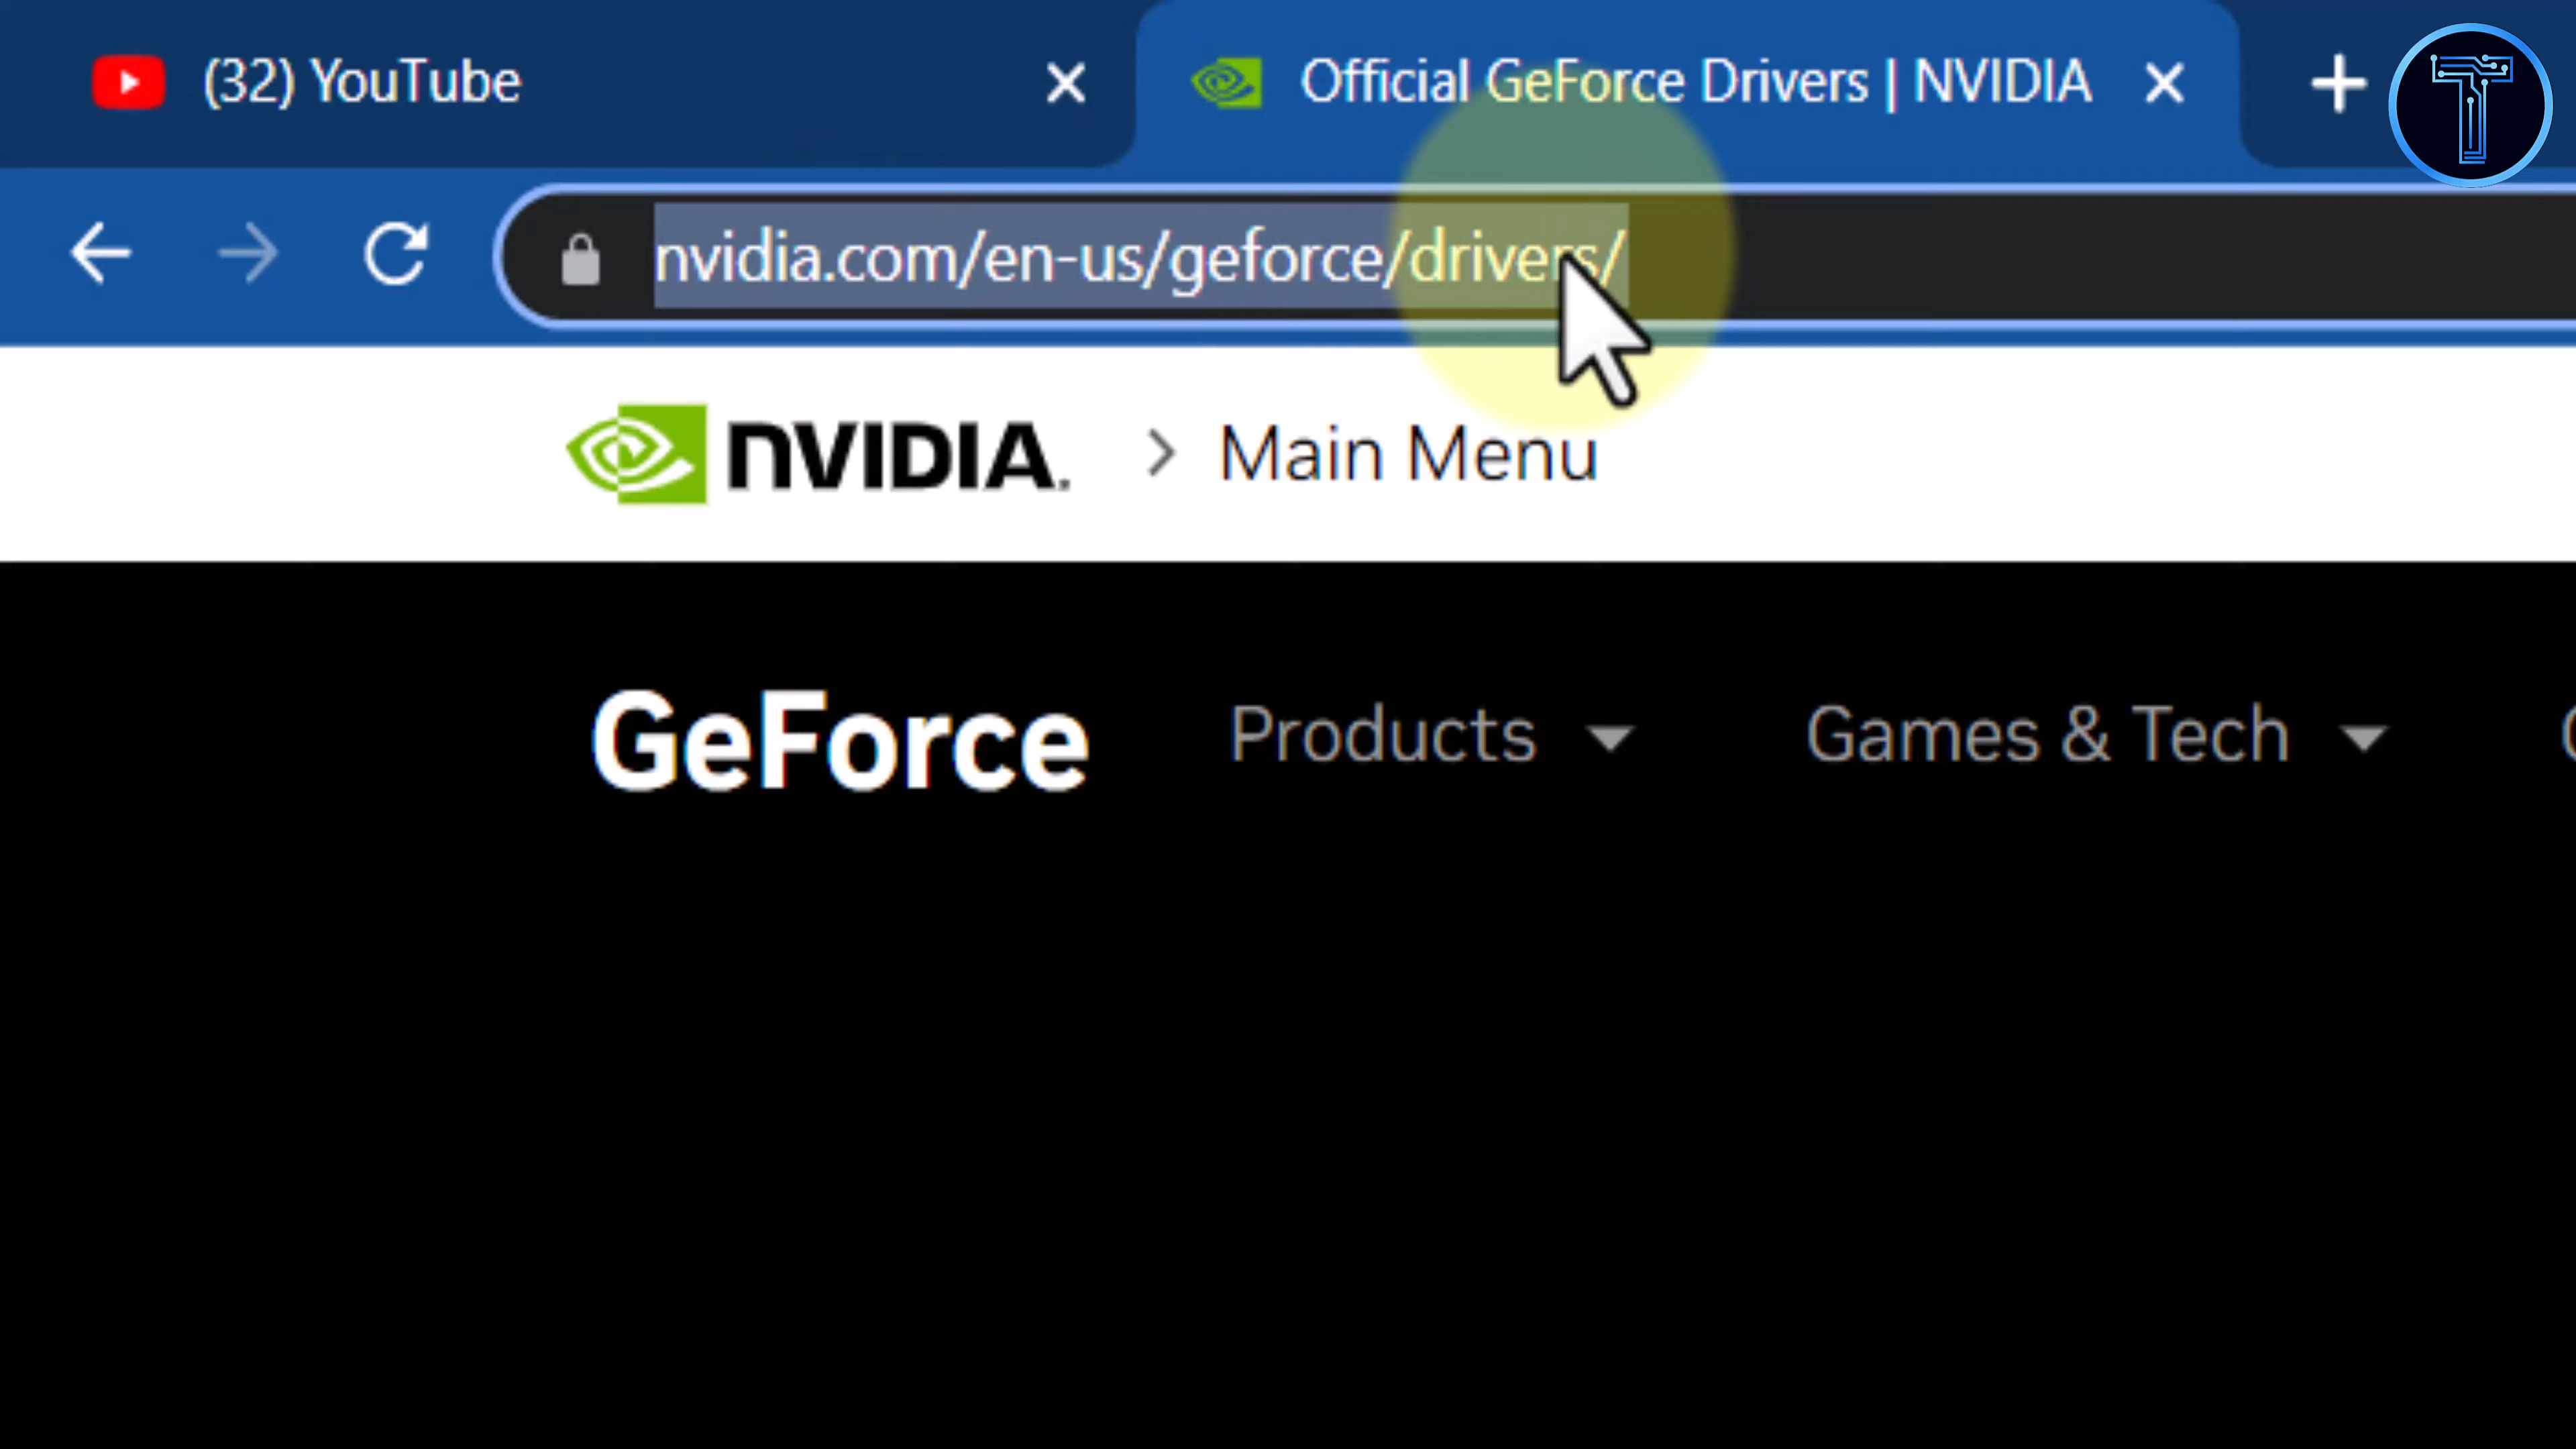 (32) YouTube
Official GeForce Drivers | NVIDIA
nvidia.com/en-us/geforce/drivers/
NVIDIA.
Main Menu
GeForce
Products
Games & Tech